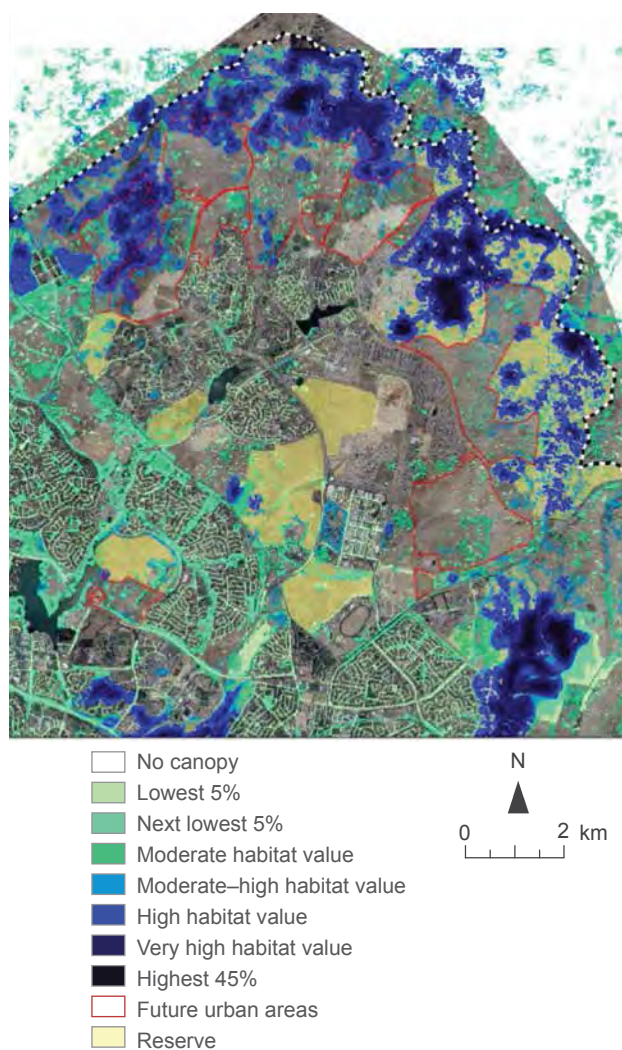 No canopy
Lowest 5%
Next lowest 5%
Moderate habitat value
Moderate–high habitat value
High habitat value
Very high habitat value
Highest 45%
Future urban areas
Reserve
N
0 2 km